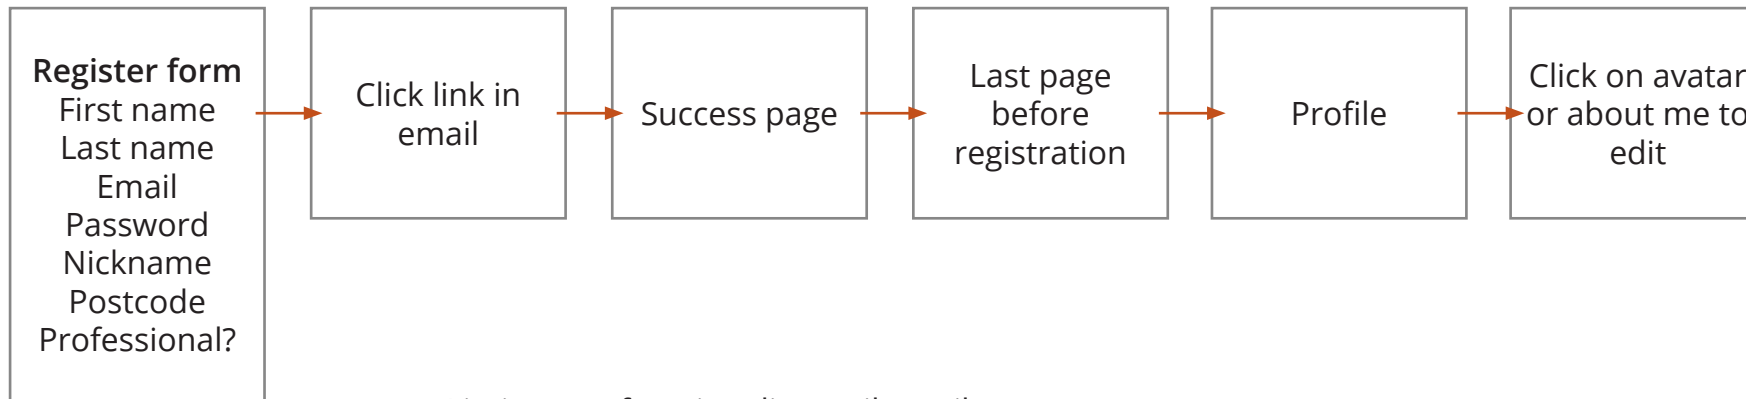 Register form
First name
Last name
Email
Password
Nickname
Postcode
Professional?
Click link in
email
Success page
Last page
before
registration
Profile
Click on avatar
or about me to
edit